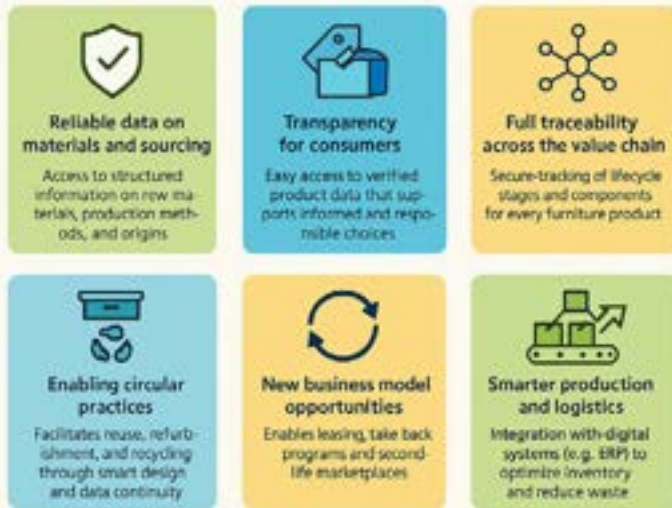 Reliable data on
materials and sourcing
Access to structured
information on rew ma-
terials, production meth-
ods, and origins
Transparency
for consumers
Easy access to verified
product data that sup-
ports informed and respo-
nsible choices
Full traceability
across the value chain
Secure-tracking of lifecycle
stages and components
for every furniture product
Enabling circular
practices
Facilitates reuse, refurb-
ishment, and recycling
through smart design
and data continuity
New business model
opportunities
Enables leasing, take back
programs and second-
life marketplaces
Smarter production
and logistics
Integration with-digital
systems (e.g. ERP) to
optimize inventory
and reduce waste